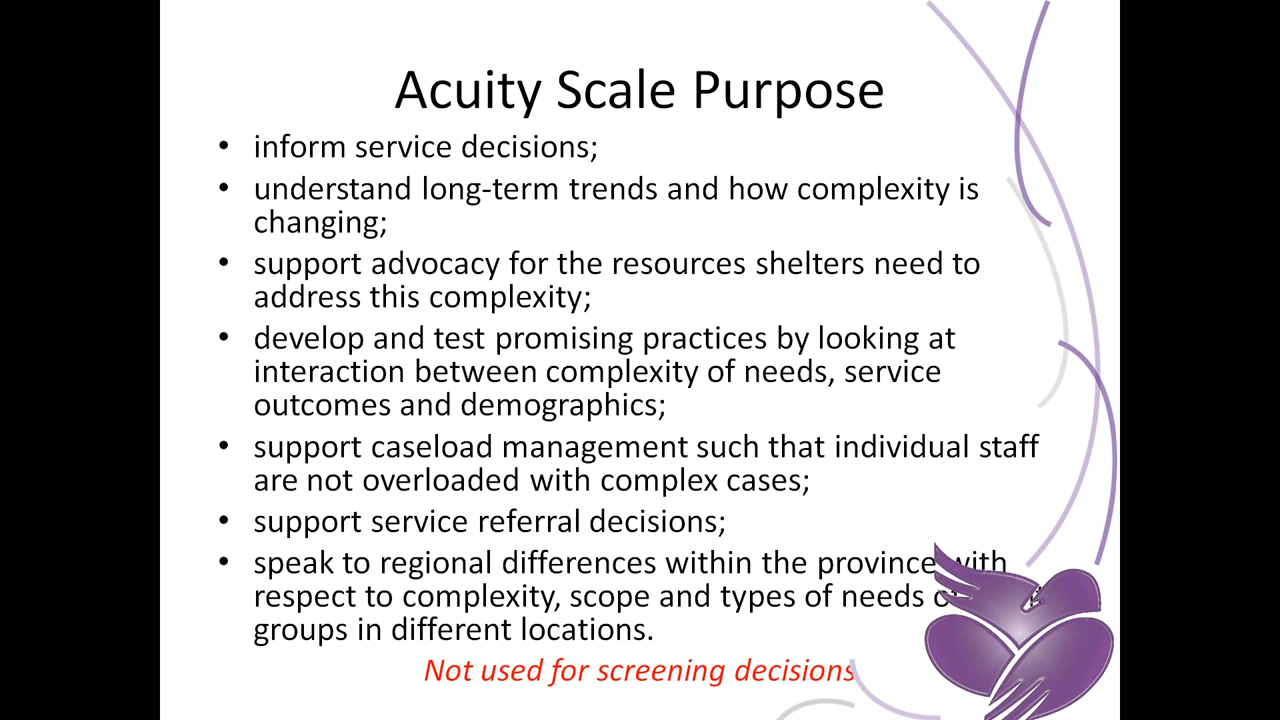 Acuity Scale Purpose
• inform service decisions;
• understand long-term trends and how complexity is
changing;
• support advocacy for the resources shelters need to
address this complexity;
• develop and test promising practices by looking at
interaction between complexity of needs, service
outcomes and demographics;
• support caseload management such that individual staff
are not overloaded with complex cases;
• support service referral decisions;
• speak to regional differences within the province with
respect to complexity, scope and types of needs
groups in different locations.
Not used for screening decisions